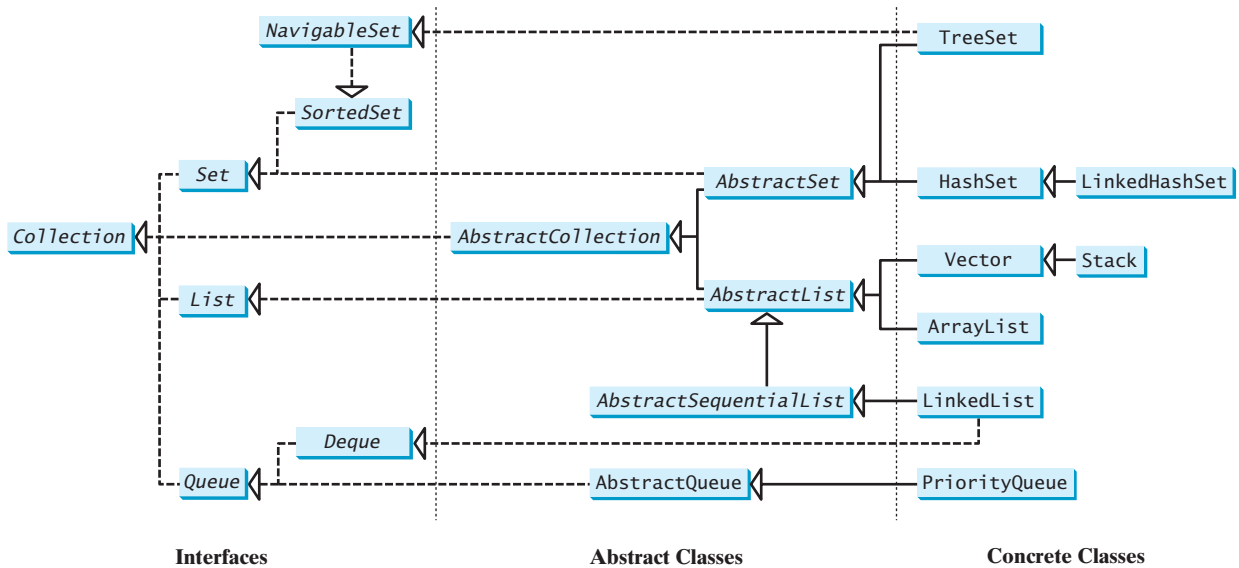 NavigableSet
TreeSet
SortedSet
Set
AbstractSet
HashSet
LinkedHashSet
Collection
AbstractCollection
Vector
Stack
List
AbstractList
ArrayList
AbstractSequentialList
LinkedList
Deque
Queue
AbstractQueue
PriorityQueue
Interfaces
Abstract Classes
Concrete Classes